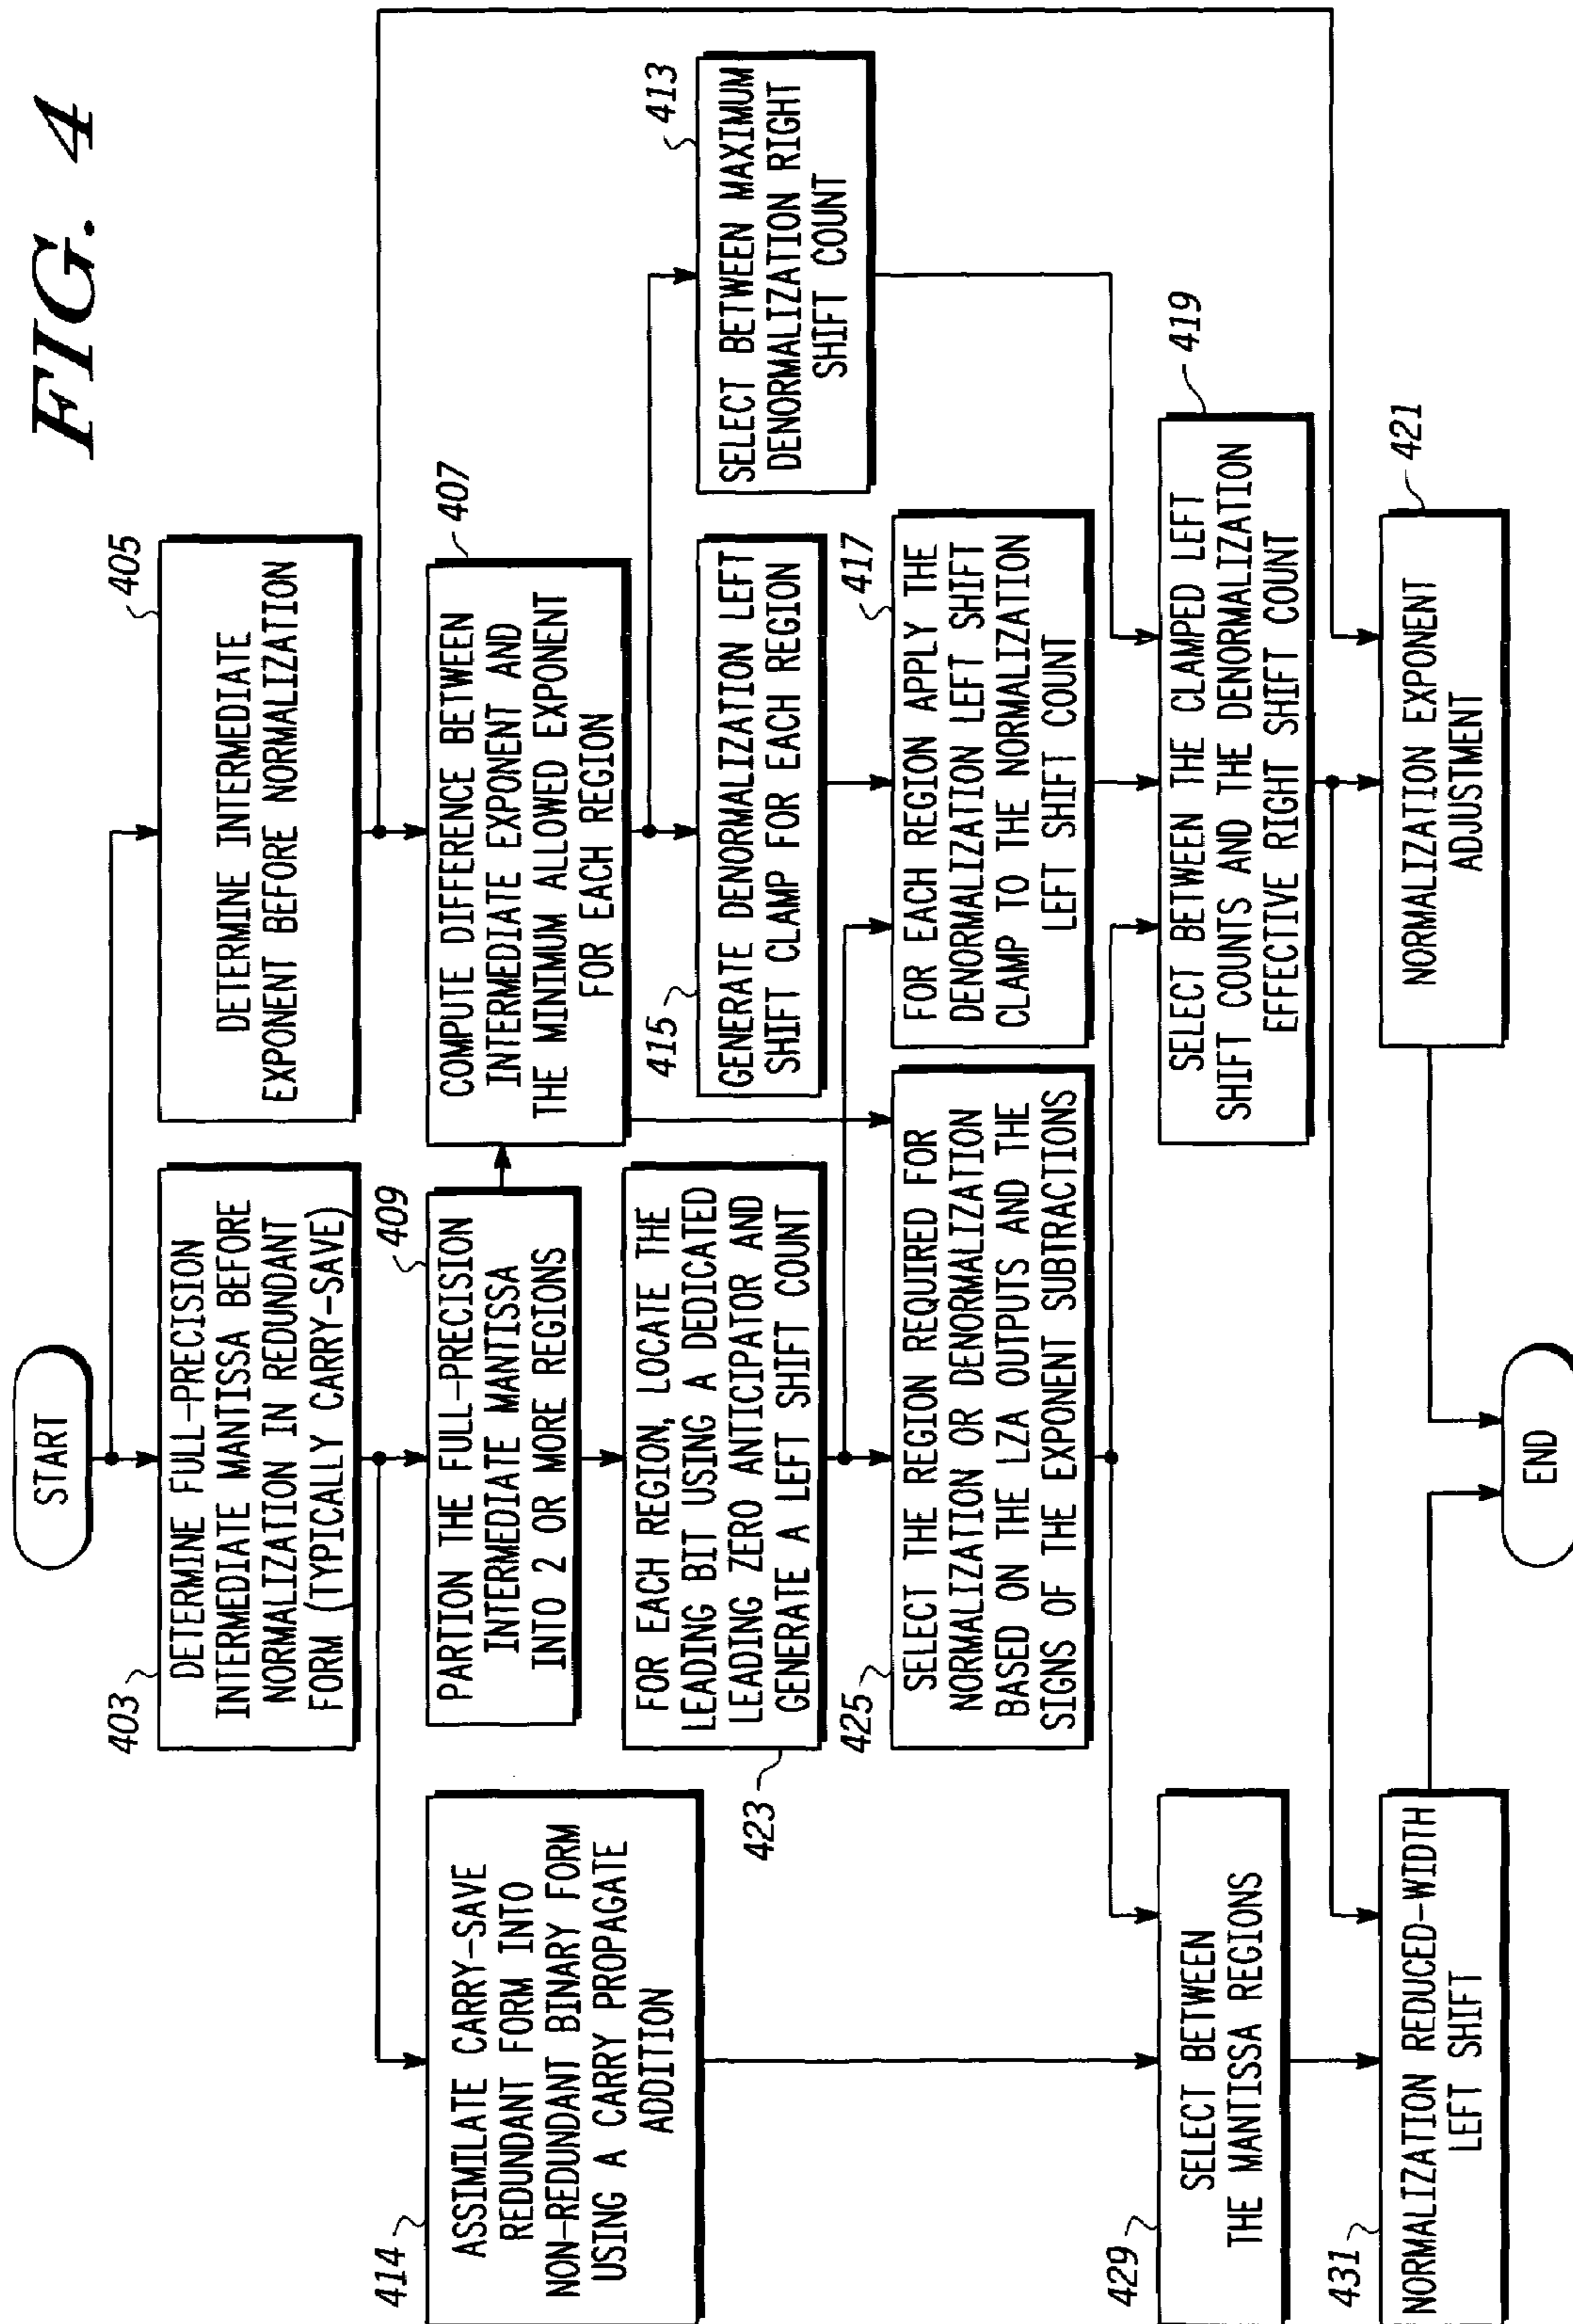 FIG. 4
START
403
DETERMINE FULL-PRECISION
INTERMEDIATE MANTISSA BEFORE
NORMALIZATION IN REDUNDANT
FORM (TYPICALLY CARRY-SAVE)
405
DETERMINE INTERMEDIATE
EXPONENT BEFORE NORMALIZATION
414
ASSIMILATE CARRY-SAVE
REDUNDANT FORM INTO
NON-REDUNDANT BINARY FORM
USING A CARRY PROPAGATE
ADDITION
409
PARTION THE FULL-PRECISION
INTERMEDIATE MANTISSA
INTO 2 OR MORE REGIONS
407
COMPUTE DIFFERENCE BETWEEN
INTERMEDIATE EXPONENT AND
THE MINIMUM ALLOWED EXPONENT
FOR EACH REGION
423
FOR EACH REGION, LOCATE THE
LEADING BIT USING A DEDICATED
LEADING ZERO ANTICIPATOR AND
GENERATE A LEFT SHIFT COUNT
415
GENERATE DENORMALIZATION LEFT
SHIFT CLAMP FOR EACH REGION
413
SELECT BETWEEN MAXIMUM
DENORMALIZATION RIGHT
SHIFT COUNT
425
SELECT THE REGION REQUIRED FOR
NORMALIZATION OR DENORMALIZATION
BASED ON THE LZA OUTPUTS AND THE
SIGNS OF THE EXPONENT SUBTRACTIONS
417
FOR EACH REGION APPLY THE
DENORMALIZATION LEFT SHIFT
CLAMP TO THE NORMALIZATION
LEFT SHIFT COUNT
429
SELECT BETWEEN
THE MANTISSA REGIONS
419
SELECT BETWEEN THE CLAMPED LEFT
SHIFT COUNTS AND THE DENORMALIZATION
EFFECTIVE RIGHT SHIFT COUNT
431
NORMALIZATION REDUCED-WIDTH
LEFT SHIFT
421
NORMALIZATION EXPONENT
ADJUSTMENT
END